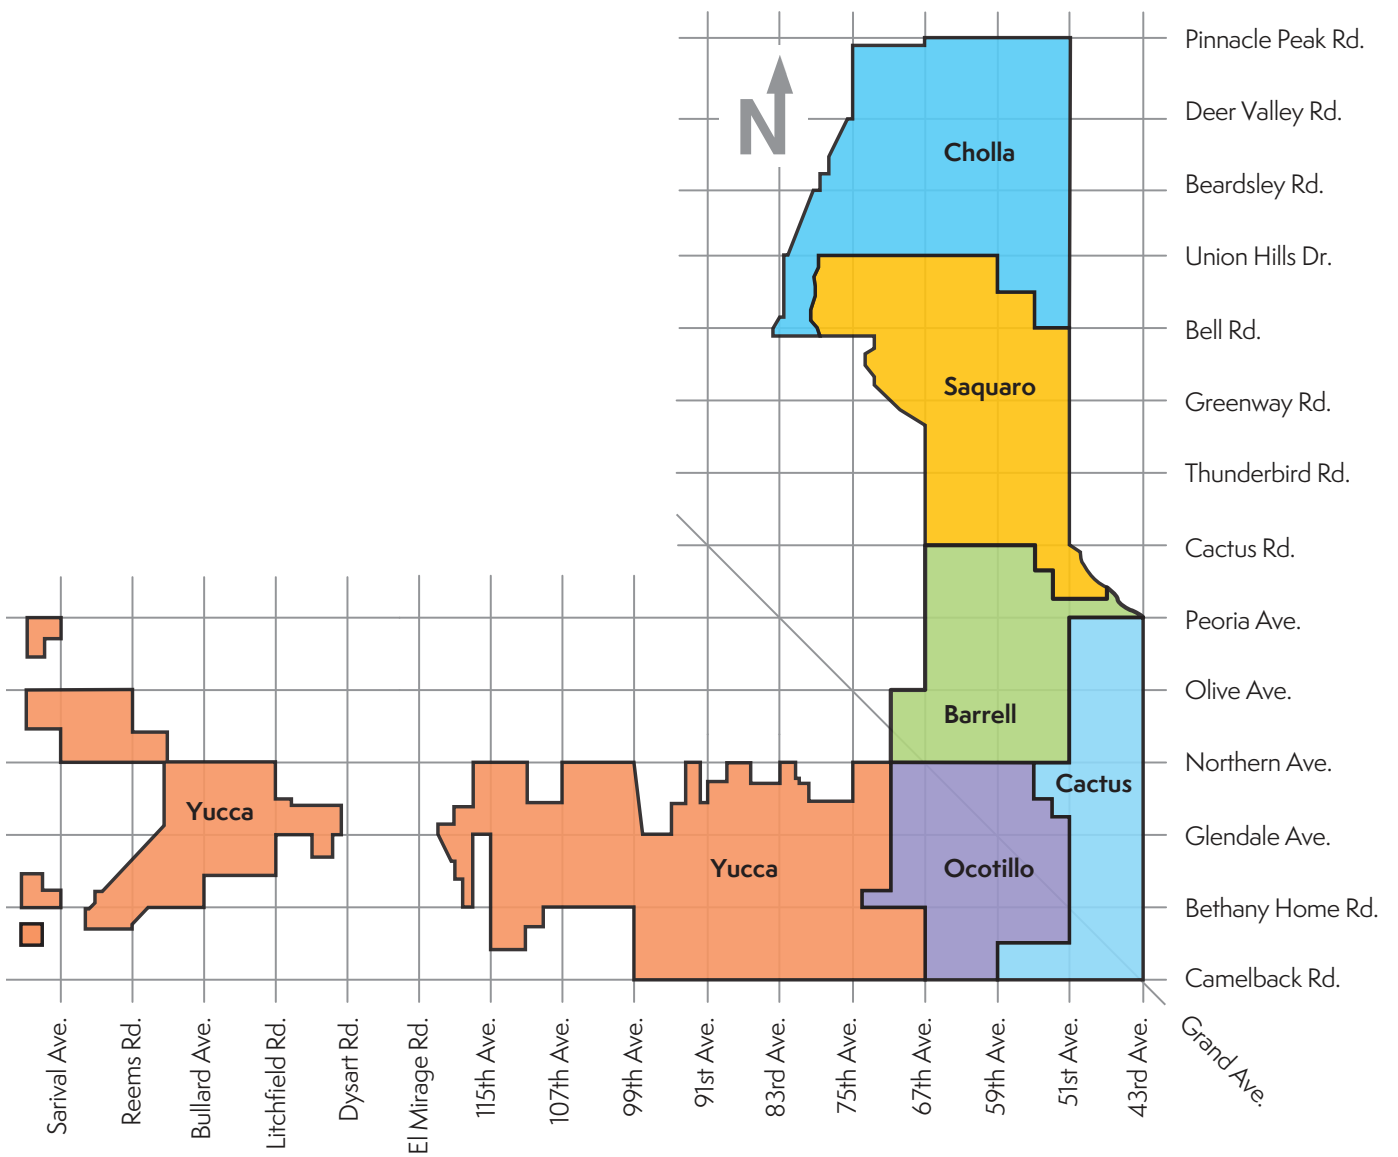 Pinnacle Peak Rd.
N
Deer Valley Rd.
Cholla
Beardsley Rd.
Union Hills Dr.
Bell Rd.
Saquaro
Greenway Rd.
Thunderbird Rd.
Cactus Rd.
Peoria Ave.
Olive Ave.
Barrell
Northern Ave.
Cactus
Yucca
Glendale Ave.
Yucca
Ocotillo
Bethany Home Rd.
Camelback Rd.
Sarival Ave.
Reems Rd.
Bullard Ave.
Litchfield Rd.
Dysart Rd.
El Mirage Rd.
115th Ave.
107th Ave.
99th Ave.
91st Ave.
83rd Ave.
75th Ave.
67th Ave.
59th Ave.
51st Ave.
43rd Ave.
Grand Ave.